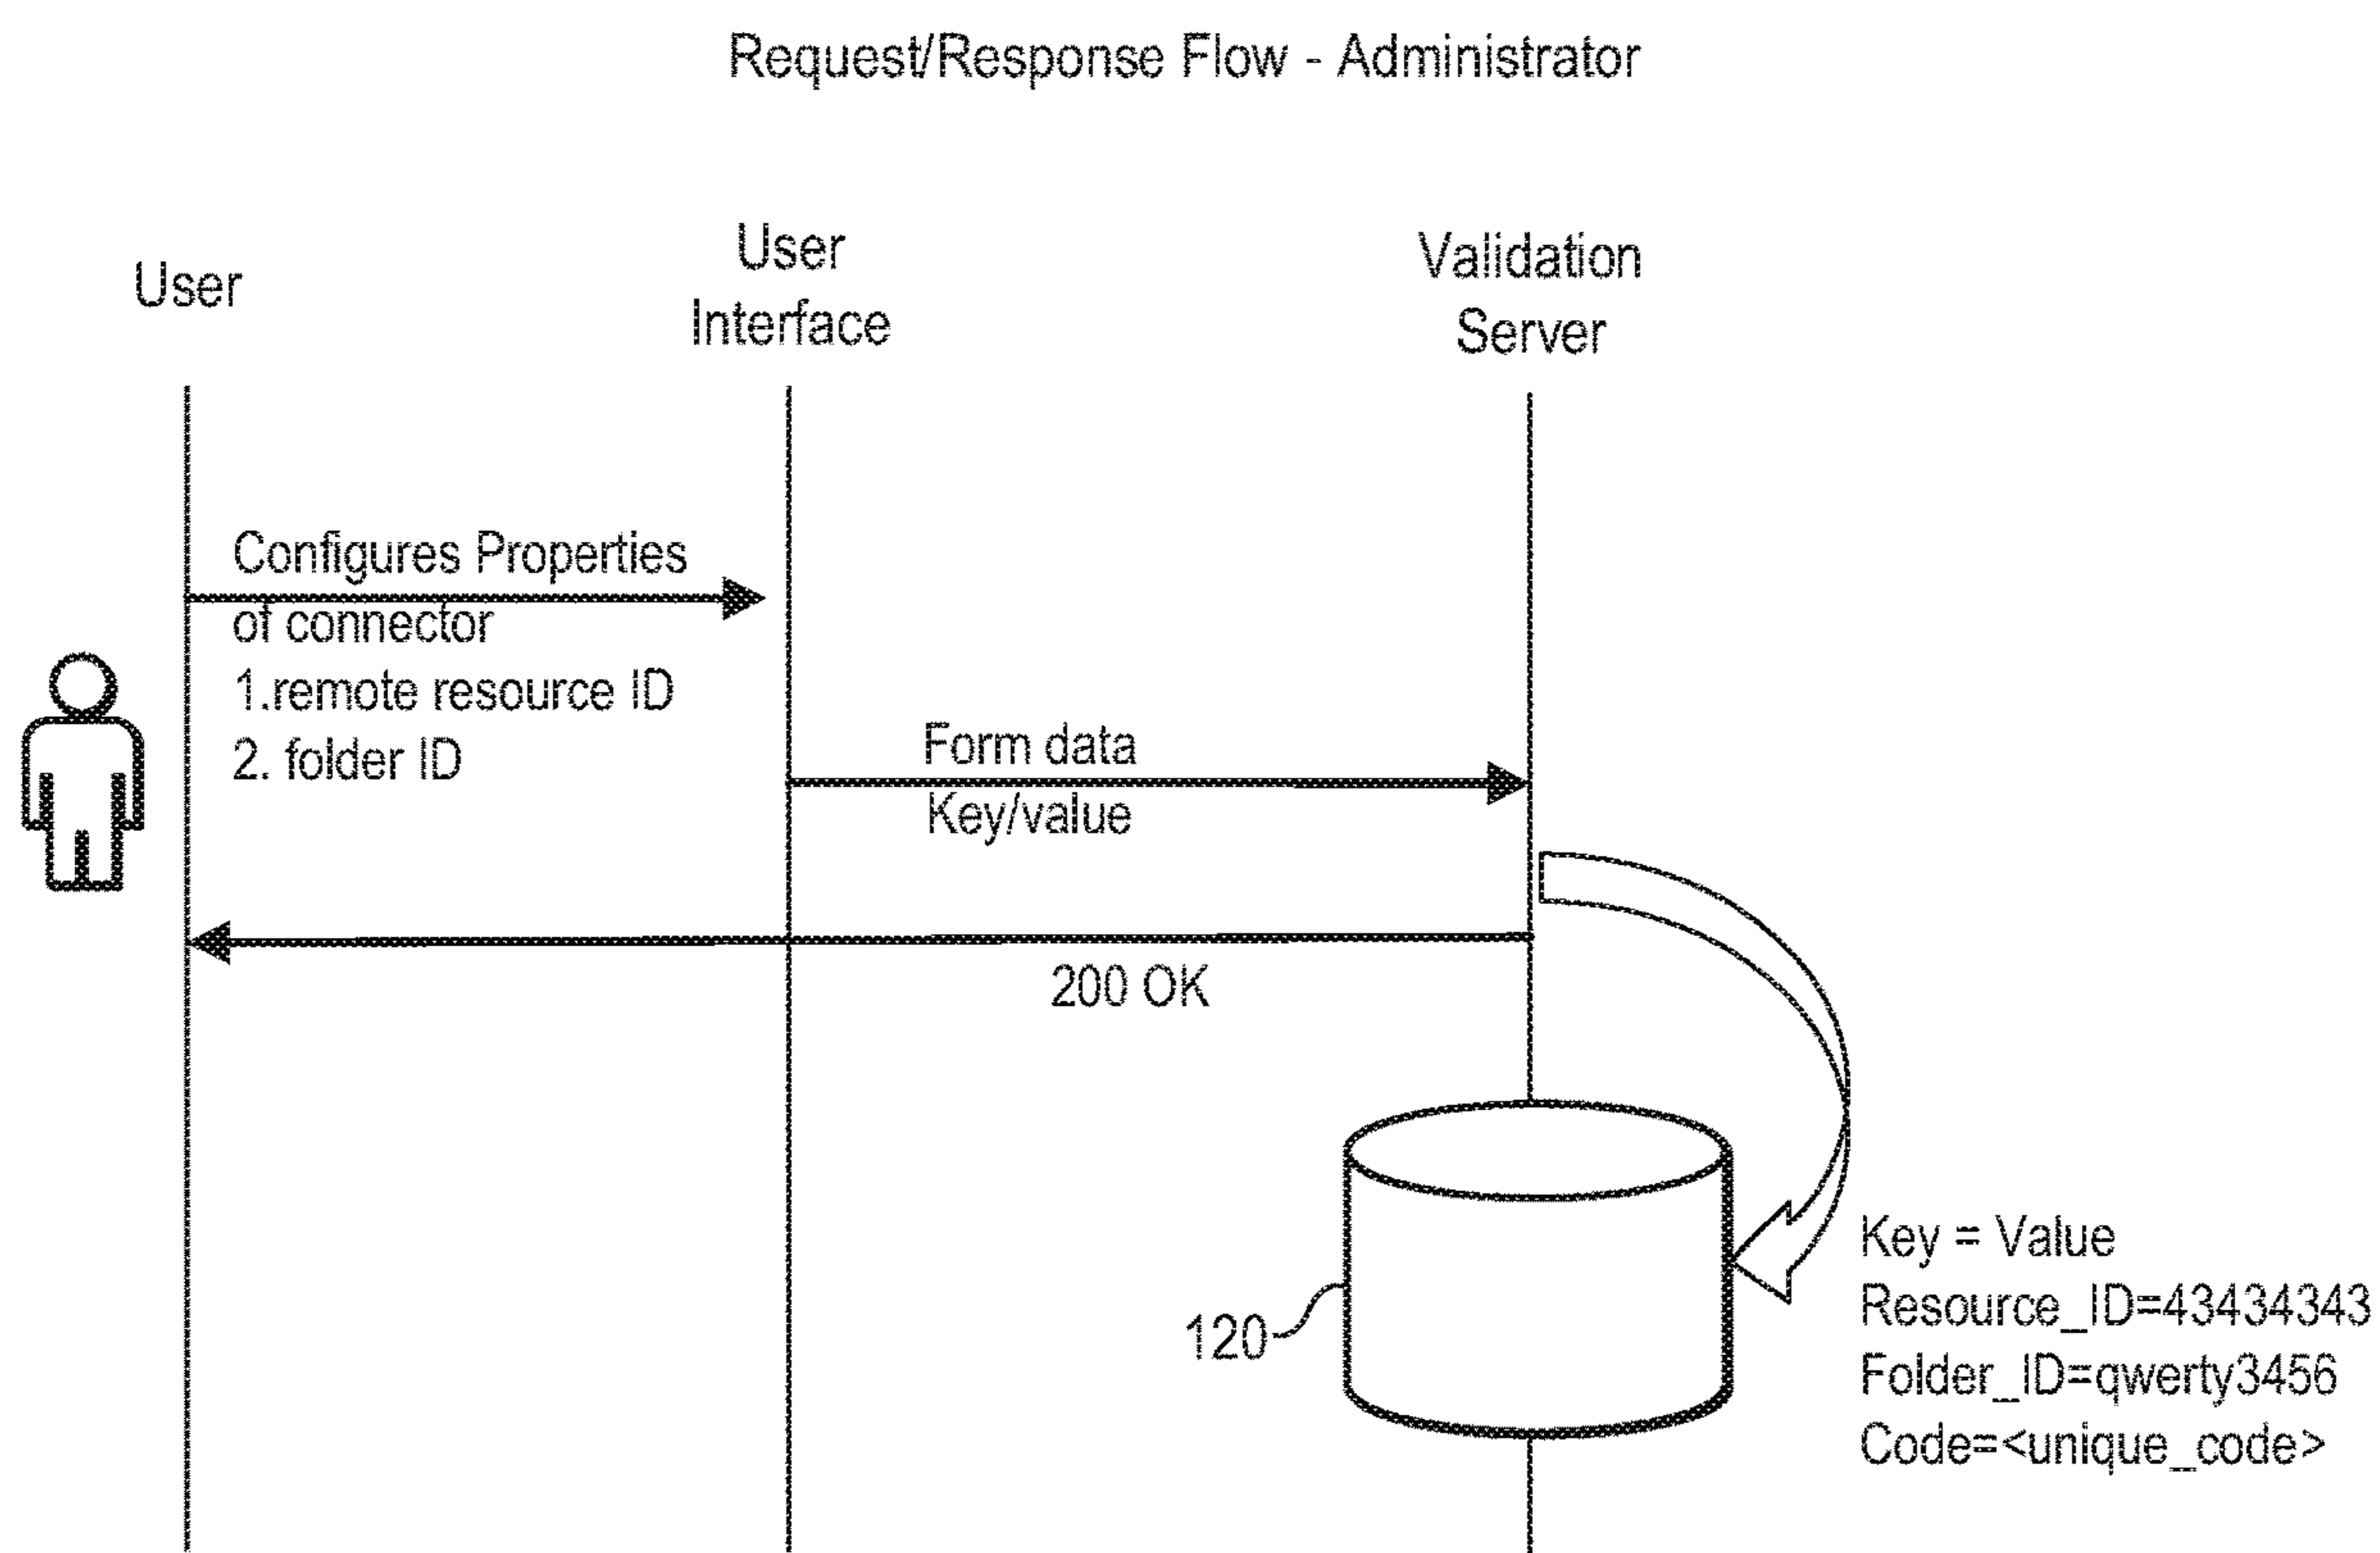 Request/Response Flow - Administrator
User
User
Interface
Validation
Server
Configures Properties
of connector
1.remote resource ID
2. folder ID
Form data
Key/value
200 OK
120
Key = Value
Resource_ID=43434343
Folder_ID=qwerty3456
Code=<unique_code>